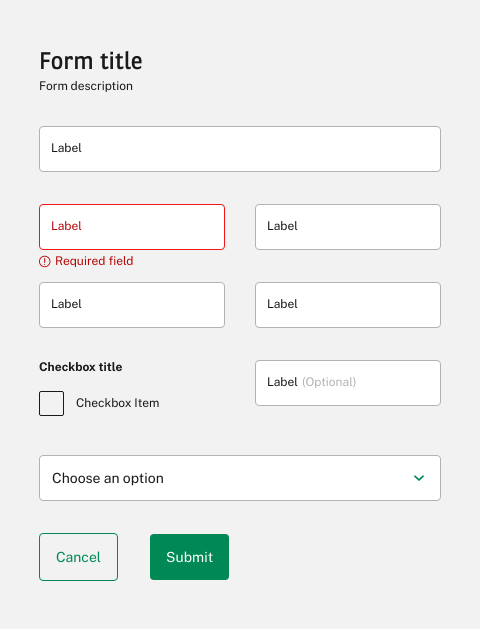 Form title
Form description
Label
Label
Label
Required field
Label
Label
Checkbox title
Label (Optional)
Checkbox Item
Choose an option
Cancel
Submit